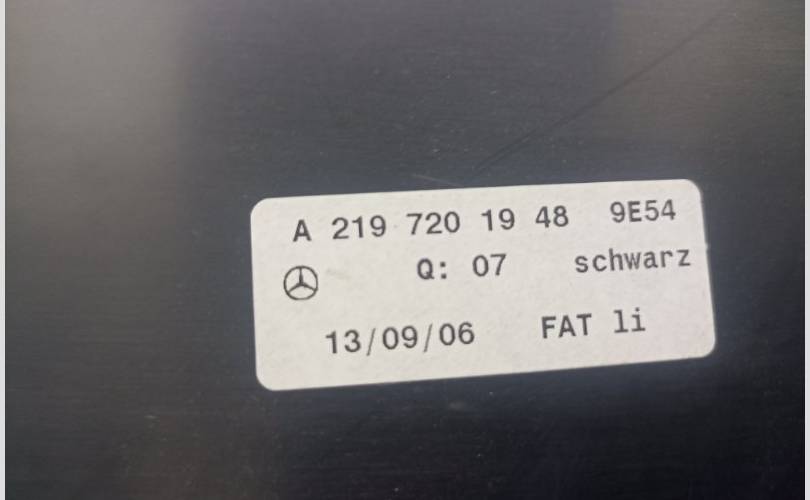 A 219 720 19 48 9E54
Q: 07 schwarz
13/09/06 FAT li